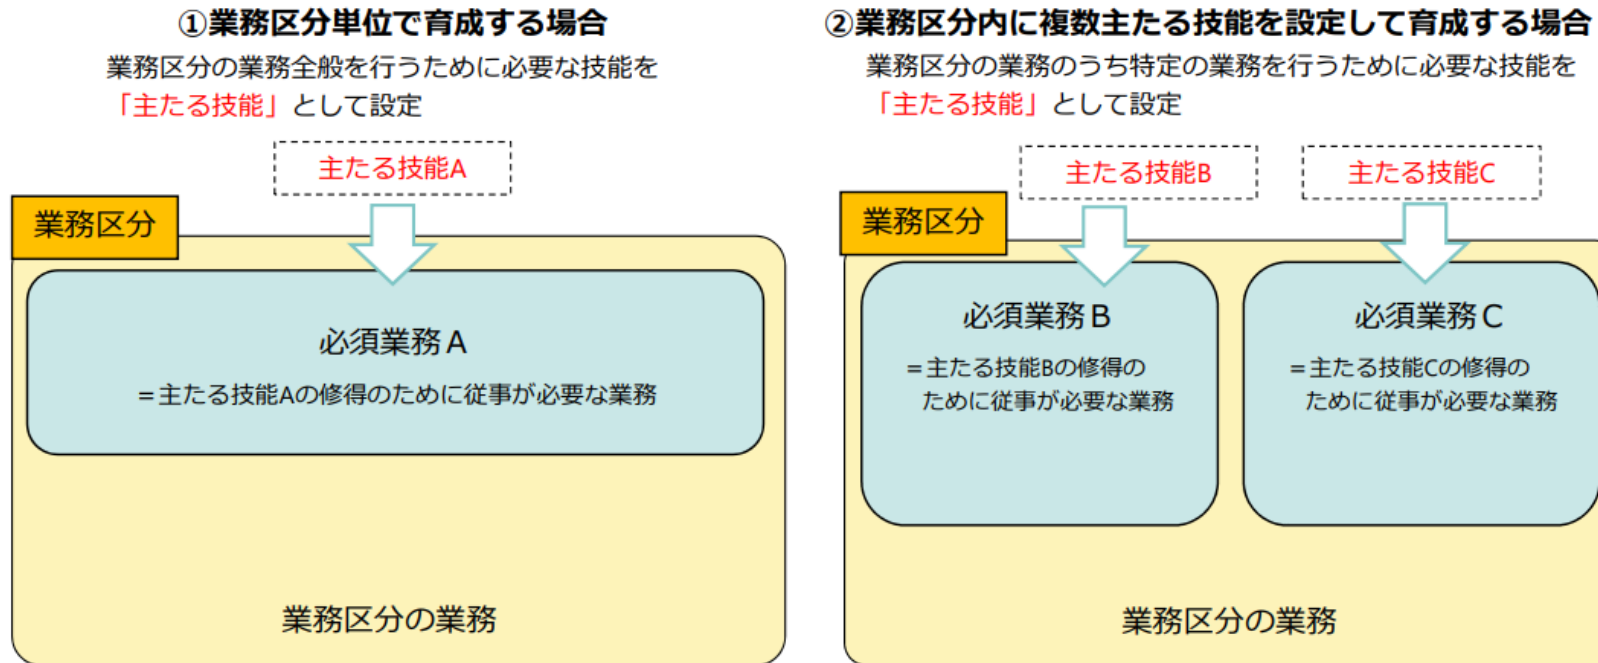 ①業務区分単位で育成する場合
業務区分の業務全般を行うために必要な技能を
「主たる技能」として設定
主たる技能A
業務区分
必須業務A
＝主たる技能Aの修得のために従事が必要な業務
業務区分の業務
②業務区分内に複数主たる技能を設定して育成する場合
業務区分の業務のうち特定の業務を行うために必要な技能を
「主たる技能」として設定
主たる技能B
主たる技能C
業務区分
必須業務B
＝主たる技能Bの修得の
ために従事が必要な業務
必須業務C
＝主たる技能Cの修得の
ために従事が必要な業務
業務区分の業務